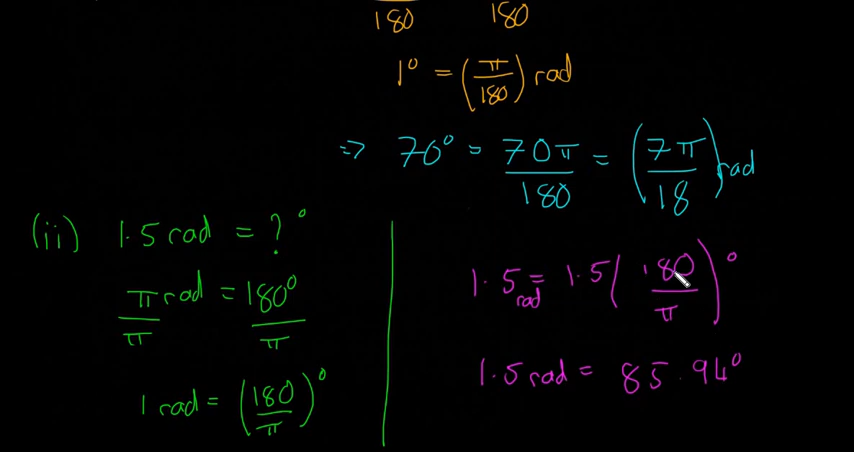 180 180
1° = (π/180) rad
⇒ 70° = 70π/180 = (7π/18) rad
(ii) 1.5 rad = ?°
π rad/π = 180°/π
1 rad = (180/π)°
1.5 rad = 1.5(180/π)°
1.5 rad = 85.94°